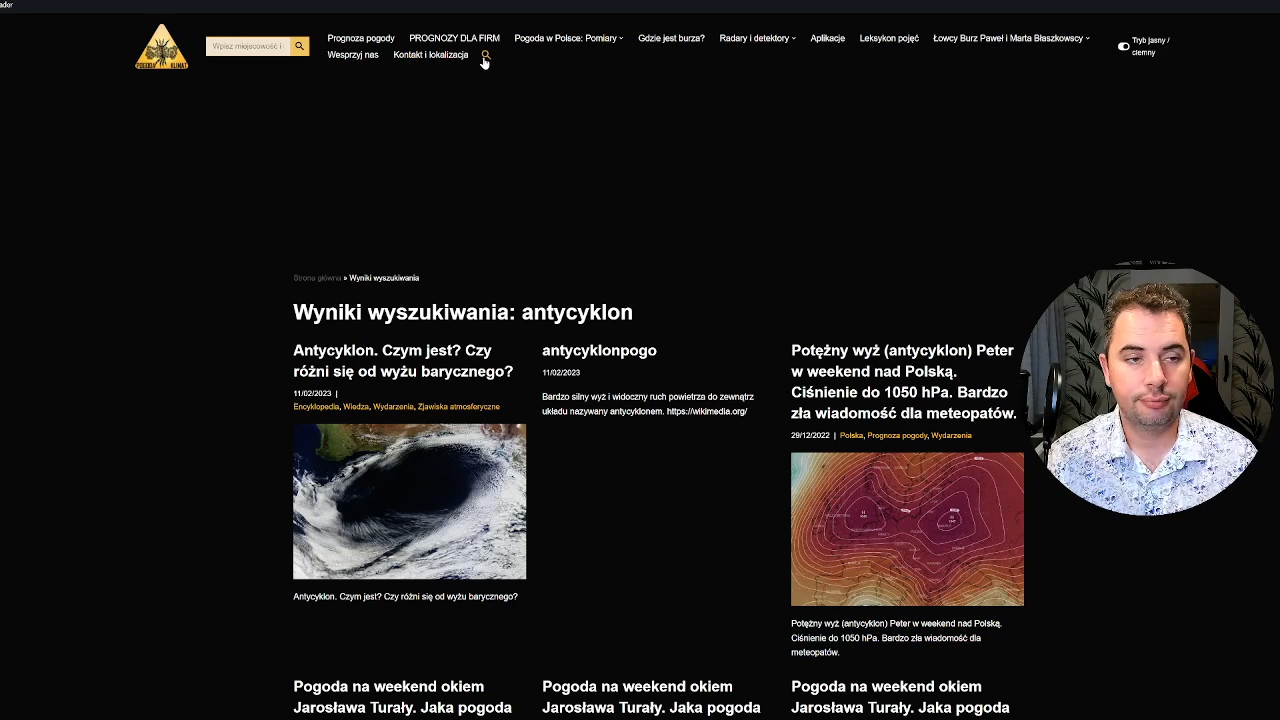 ader
POGODA KLIMAT
Wpisz miejscowość i
Prognoza pogody PROGNOZY DLA FIRM Pogoda w Polsce: Pomiary Gdzie jest burza? Radary i detektory Aplikacje Leksykon pojęć Łowcy Burz Paweł i Marta Błaszkowscy
Wesprzyj nas Kontakt i lokalizacja
Tryb jasny /
ciemny
Strona główna » Wyniki wyszukiwania
Wyniki wyszukiwania: antycyklon
Antycyklon. Czym jest? Czy
różni się od wyżu barycznego?
11/02/2023 |
Encyklopedia, Wiedza, Wydarzenia, Zjawiska atmosferyczne
Antycyklon. Czym jest? Czy różni się od wyżu barycznego?
antycyklonpogo
11/02/2023
Bardzo silny wyż i widoczny ruch powietrza do zewnątrz
układu nazywany antycyklonem. https://wikimedia.org/
Potężny wyż (antycyklon) Peter
w weekend nad Polską.
Ciśnienie do 1050 hPa. Bardzo
zła wiadomość dla meteopatów.
29/12/2022 | Polska, Prognoza pogody, Wydarzenia
Potężny wyż (antycyklon) Peter w weekend nad Polską.
Ciśnienie do 1050 hPa. Bardzo zła wiadomość dla
meteopatów.
Pogoda na weekend okiem
Jarosława Turały. Jaka pogoda
Pogoda na weekend okiem
Jarosława Turały. Jaka pogoda
Pogoda na weekend okiem
Jarosława Turały. Jaka pogoda